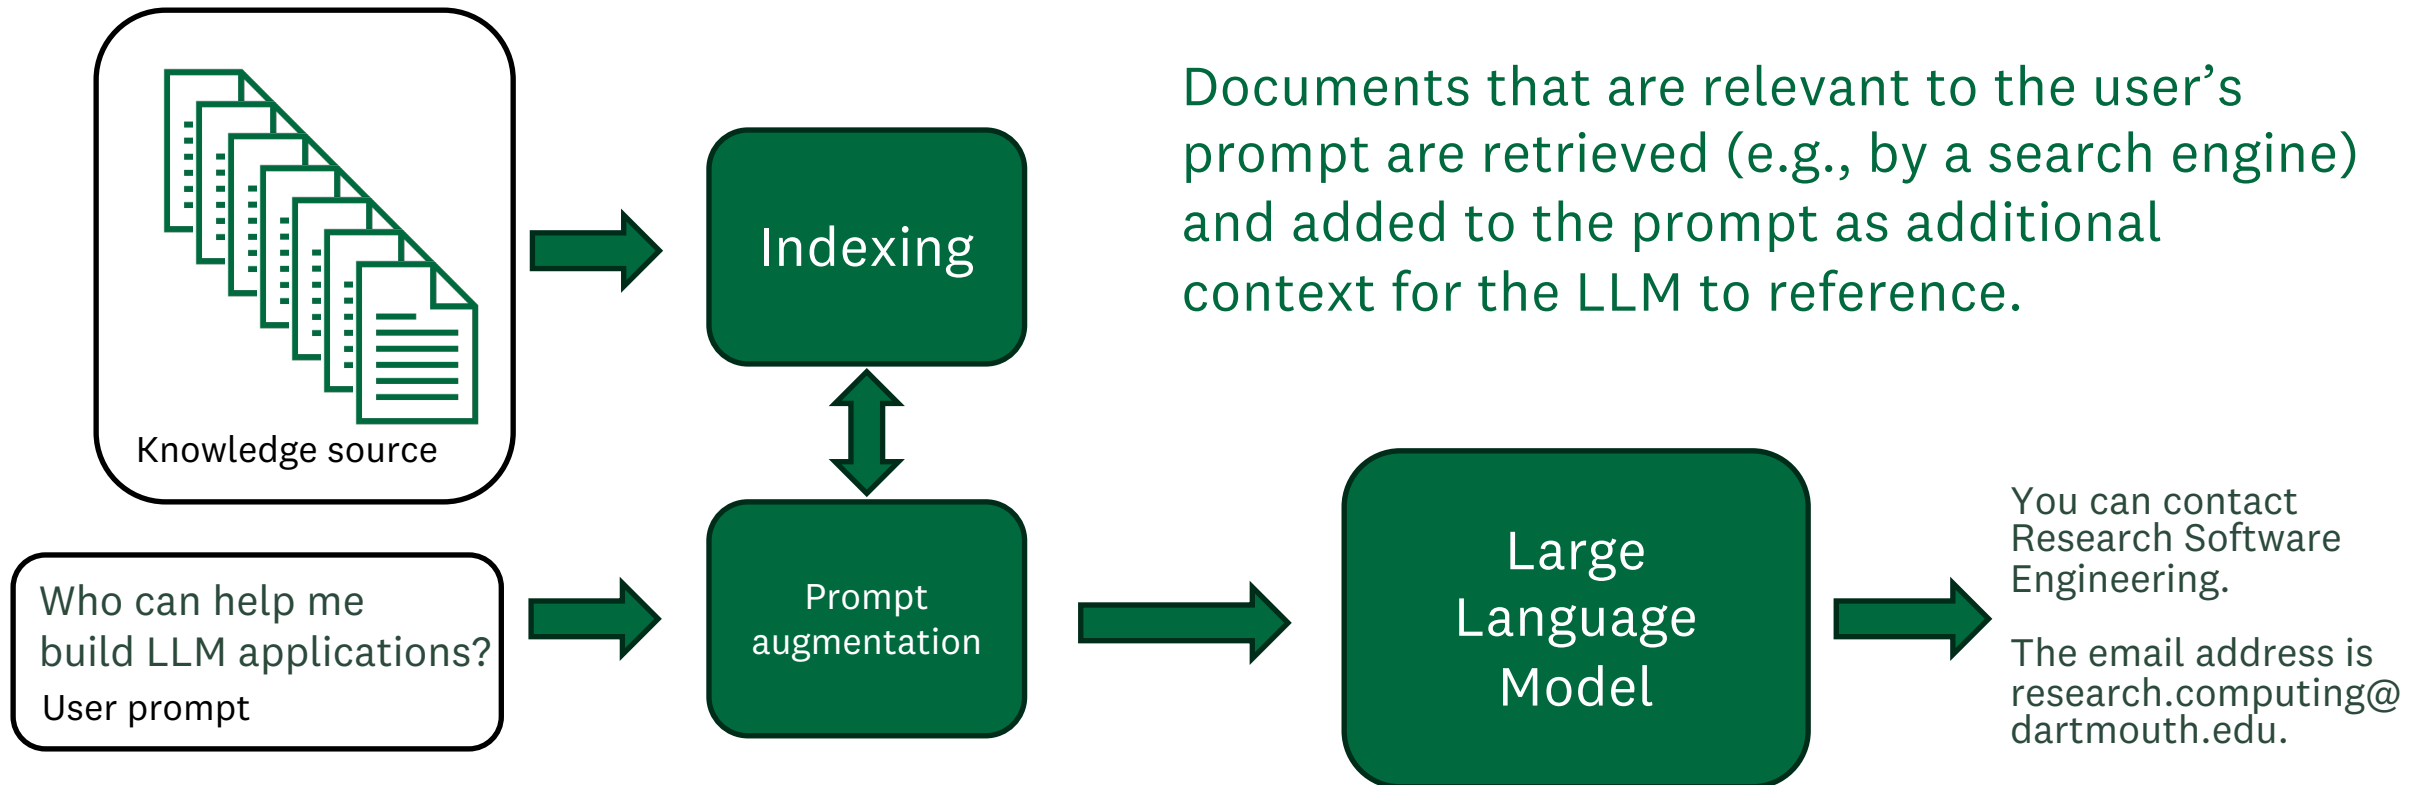 Documents that are relevant to the user’s
prompt are retrieved (e.g., by a search engine)
and added to the prompt as additional
context for the LLM to reference.
Indexing
Knowledge source
Who can help me
build LLM applications?
User prompt
Prompt
augmentation
Large
Language
Model
You can contact
Research Software
Engineering.
The email address is
research.computing@
dartmouth.edu.